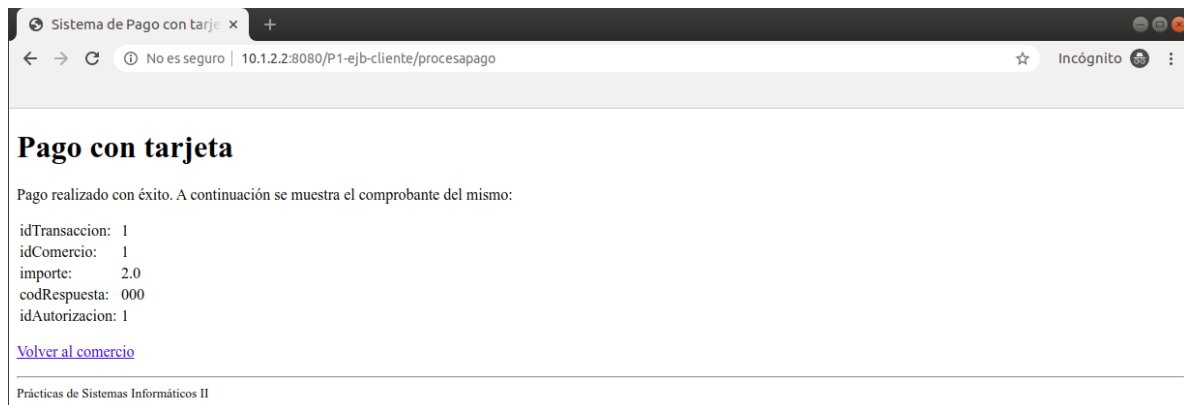 Sistema de Pago con tarje
No es seguro | 10.1.2.2:8080/P1-ejb-cliente/procesapago
Incógnito
Pago con tarjeta
Pago realizado con éxito. A continuación se muestra el comprobante del mismo:
idTransaccion: 1
idComercio: 1
importe: 2.0
codRespuesta: 000
idAutorizacion: 1
Volver al comercio
Prácticas de Sistemas Informáticos II